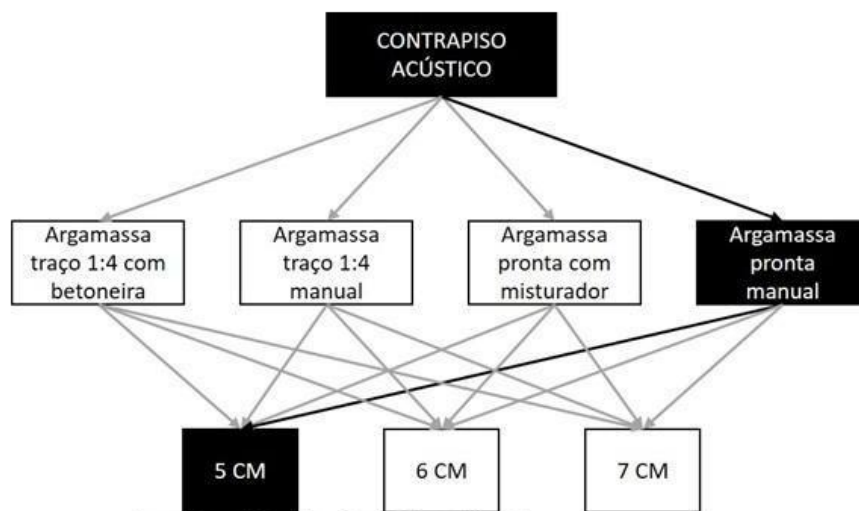 CONTRAPISO
ACÚSTICO
Argamassa
traço 1:4 com
betoneira
Argamassa
traço 1:4
manual
Argamassa
pronta com
misturador
Argamassa
pronta
manual
5 CM
6 CM
7 CM